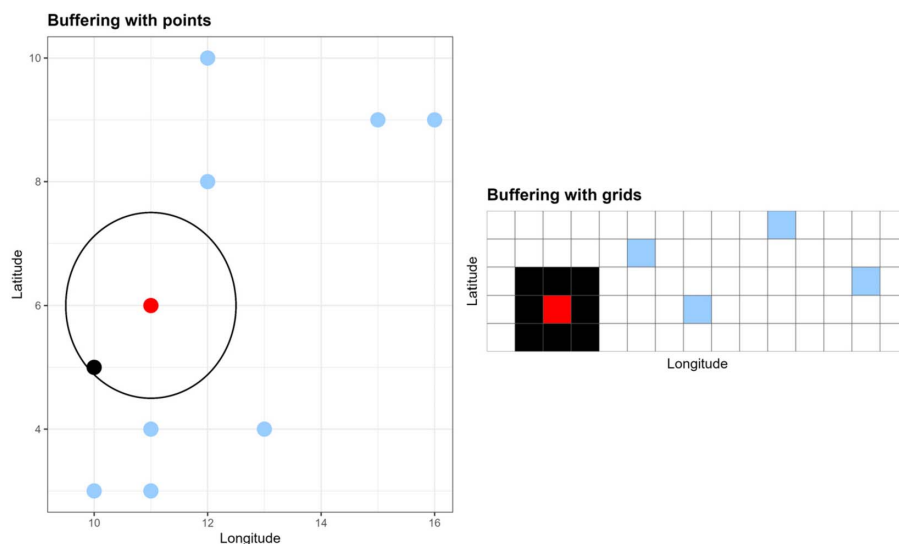 Buffering with points
10
8
6
4
Latitude
10
12
14
16
Longitude
Buffering with grids
Latitude
Longitude